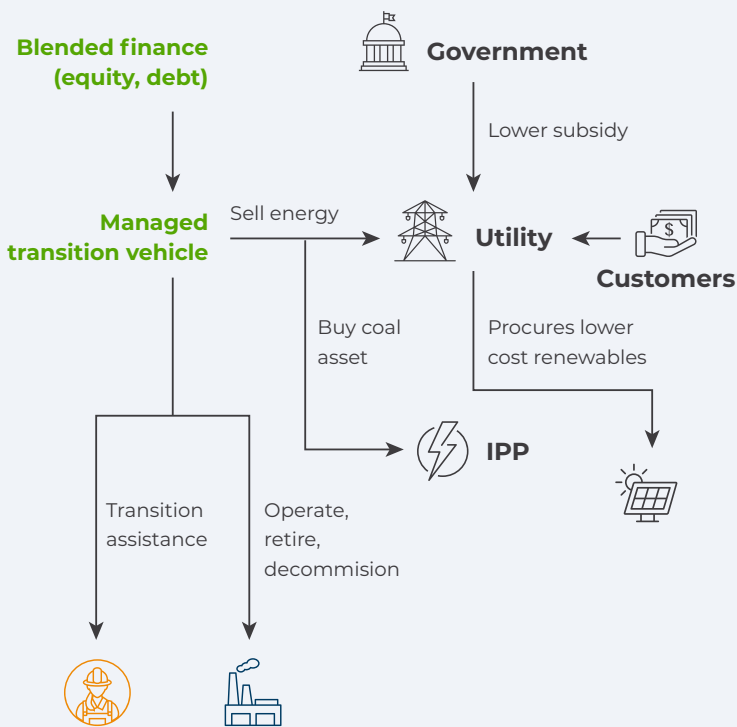 Blended finance
(equity, debt)
Government
Lower subsidy
Managed
transition vehicle
Sell energy
Utility
$
Customers
Buy coal
asset
Procures lower
cost renewables
IPP
Transition
assistance
Operate,
retire,
decommision